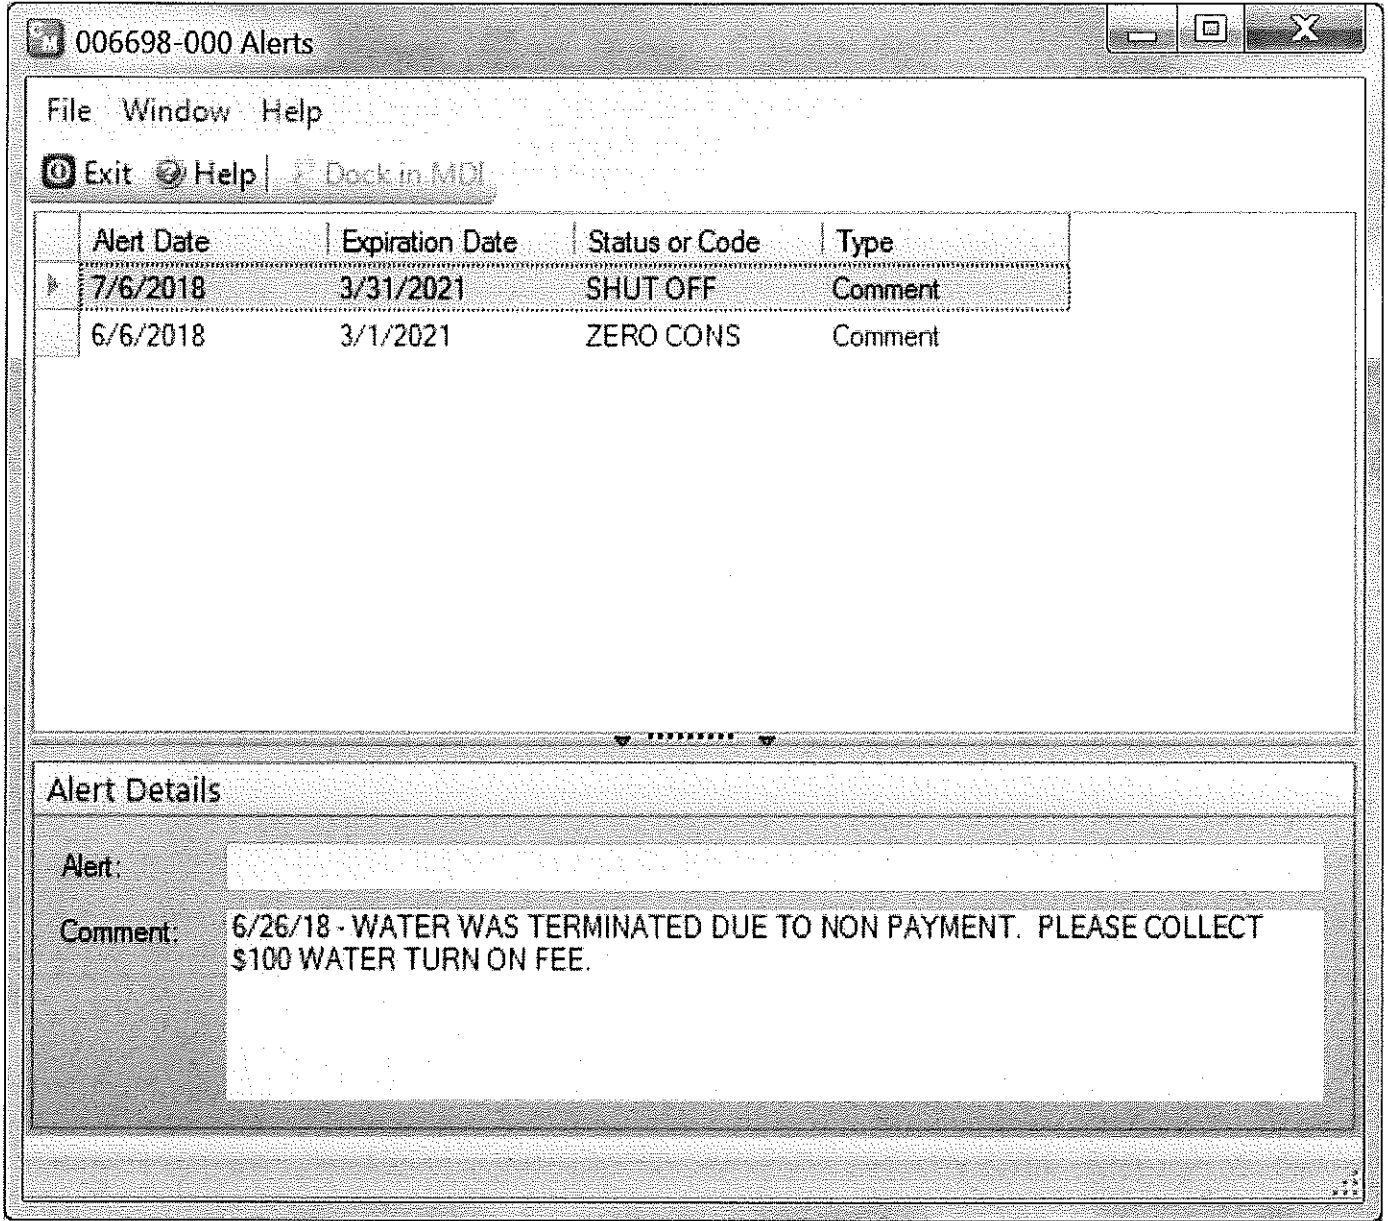 006698-000 Alerts
File Window Help
Exit Help Dock in MDI
Alert Date Expiration Date Status or Code Type
7/6/2018 3/31/2021 SHUT OFF Comment
6/6/2018 3/1/2021 ZERO CONS Comment
Alert Details
Alert:
Comment: 6/26/18 - WATER WAS TERMINATED DUE TO NON PAYMENT. PLEASE COLLECT
$100 WATER TURN ON FEE.